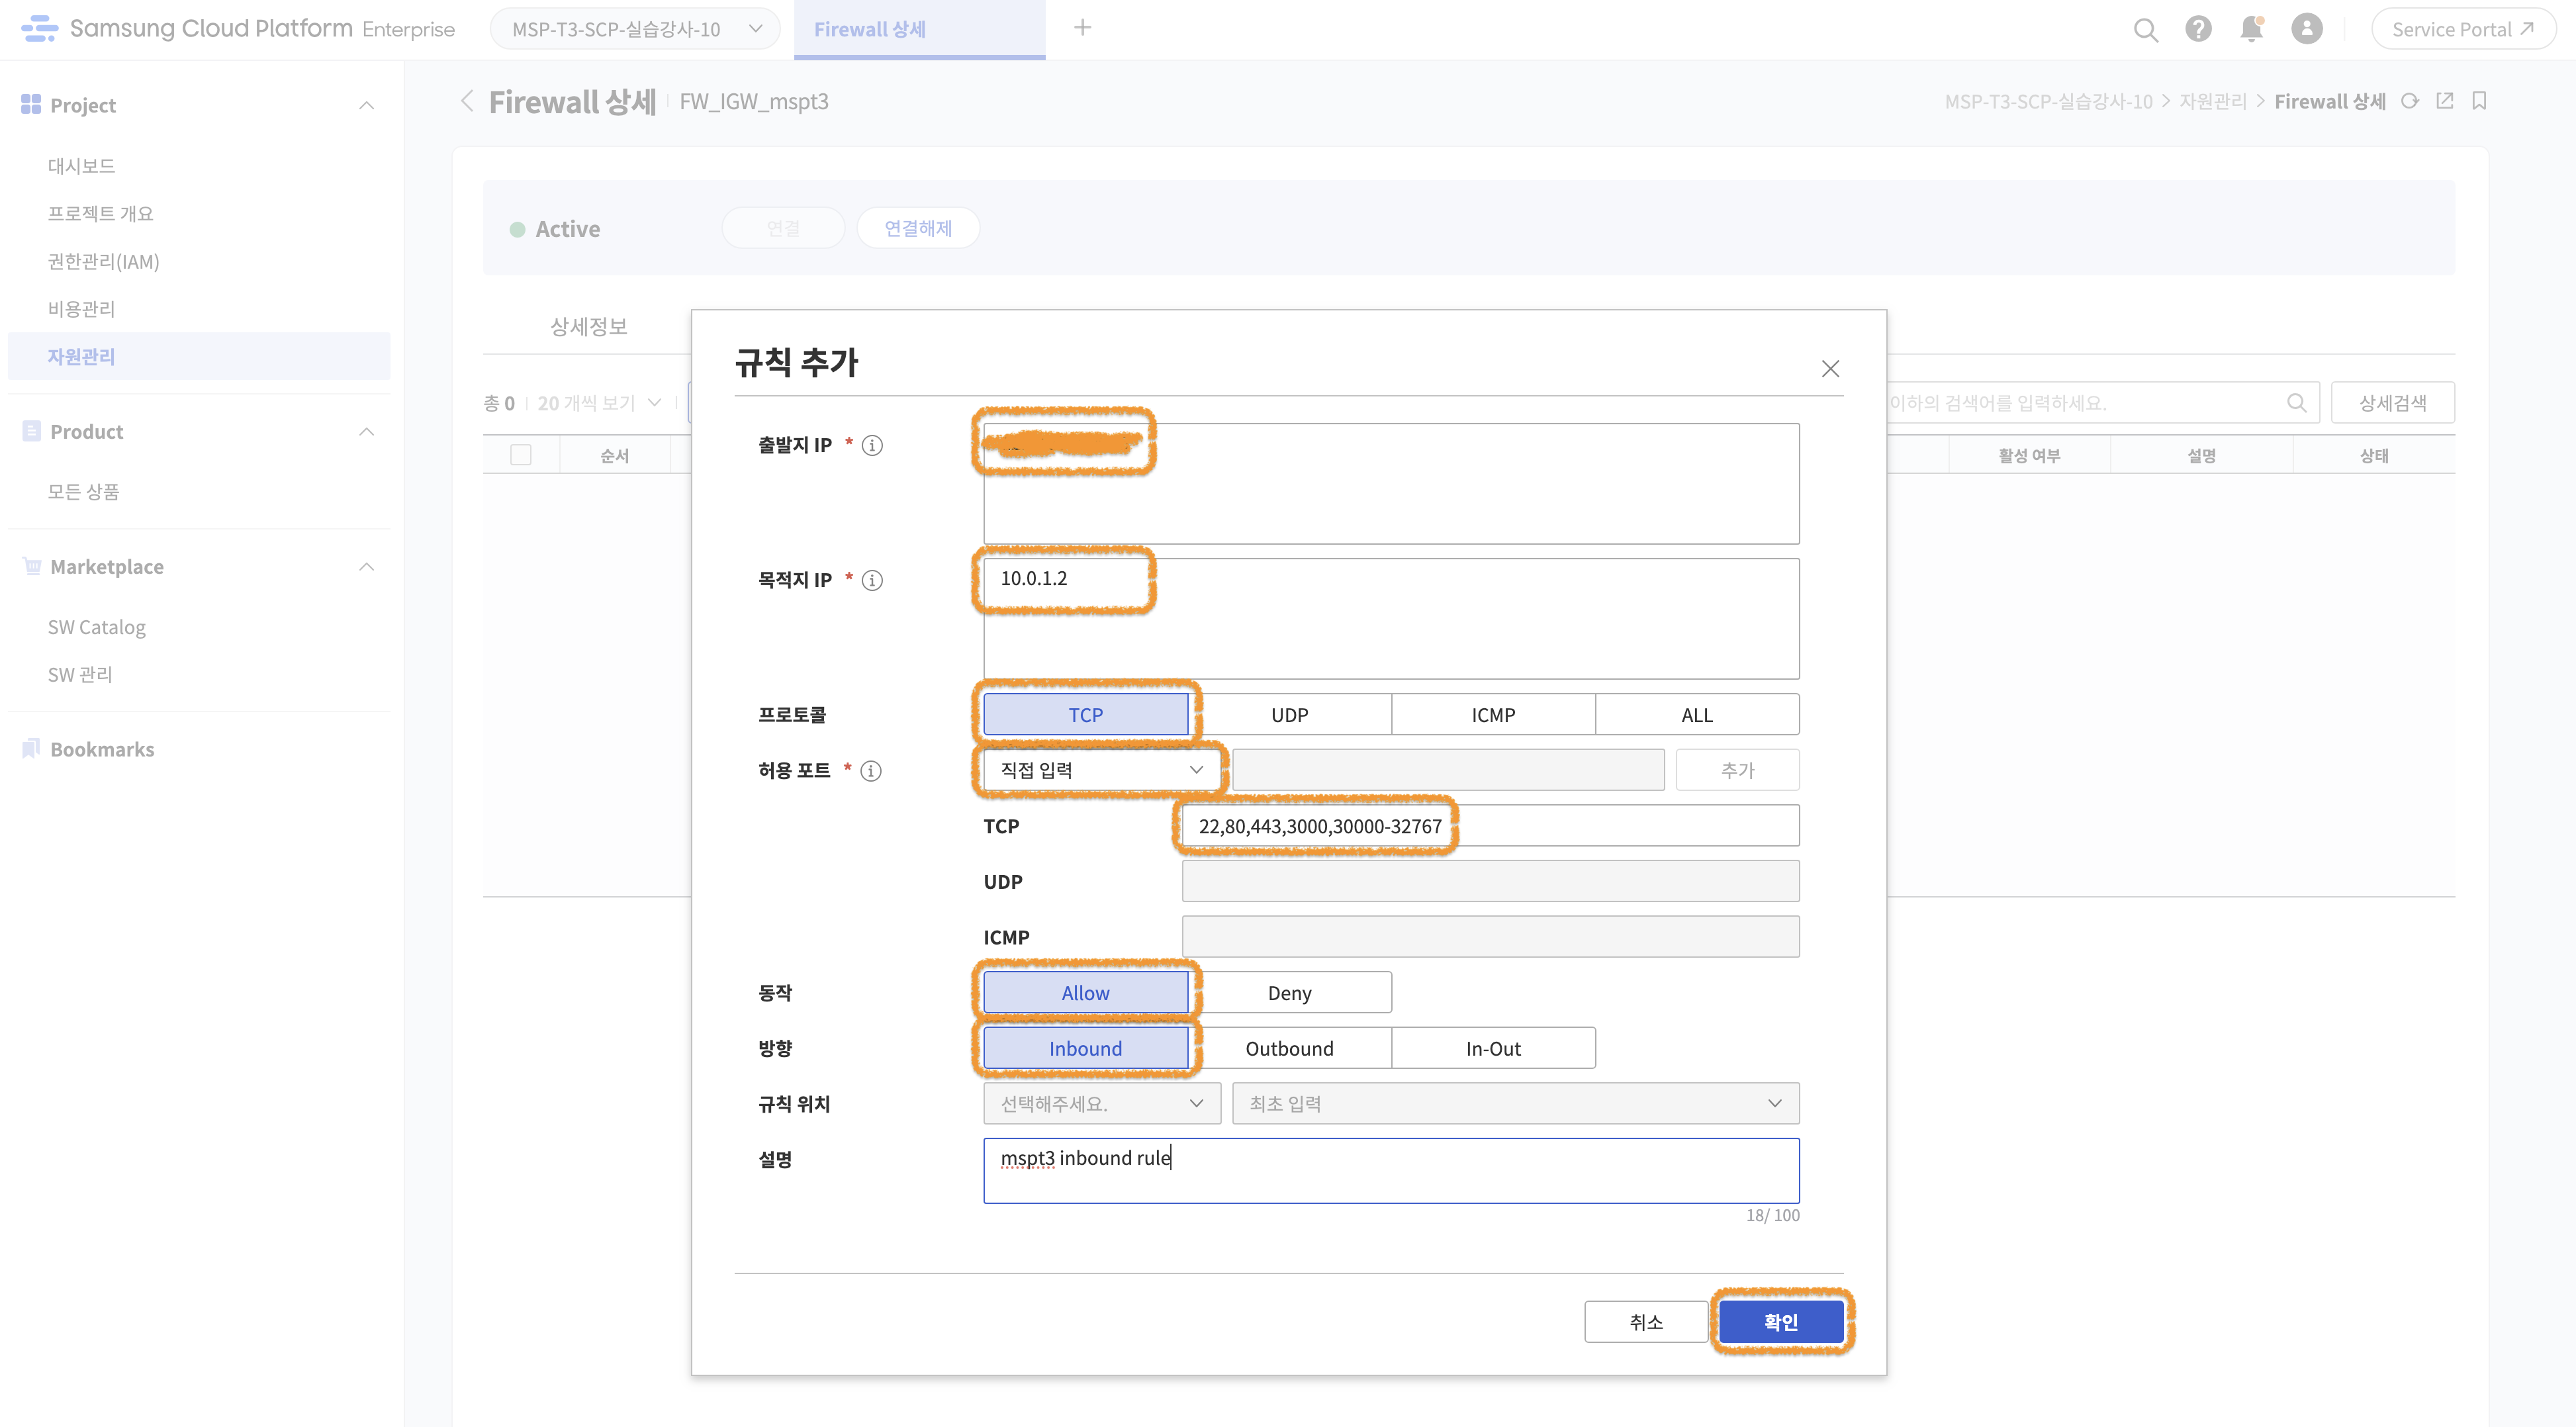 Samsung Cloud Platform Enterprise
MSP-T3-SCP-실습강사-10
Firewall 상세
Service Portal
Project
대시보드
프로젝트 개요
권한관리(IAM)
비용관리
자원관리
Product
모든 상품
Marketplace
SW Catalog
SW 관리
Bookmarks
Firewall 상세 FW_IGW_mspt3
MSP-T3-SCP-실습강사-10 > 자원관리 > Firewall 상세
Active 연결 연결해제
상세정보
총 0 20 개씩 보기
이하의 검색어를 입력하세요. 상세검색
순서 활성 여부 설명 상태
규칙 추가
출발지 IP *
목적지 IP * 10.0.1.2
프로토콜 TCP UDP ICMP ALL
허용 포트 * 직접 입력 추가
TCP 22,80,443,3000,30000-32767
UDP
ICMP
동작 Allow Deny
방향 Inbound Outbound In-Out
규칙 위치 선택해주세요. 최초 입력
설명 mspt3 inbound rule
18/ 100
취소 확인